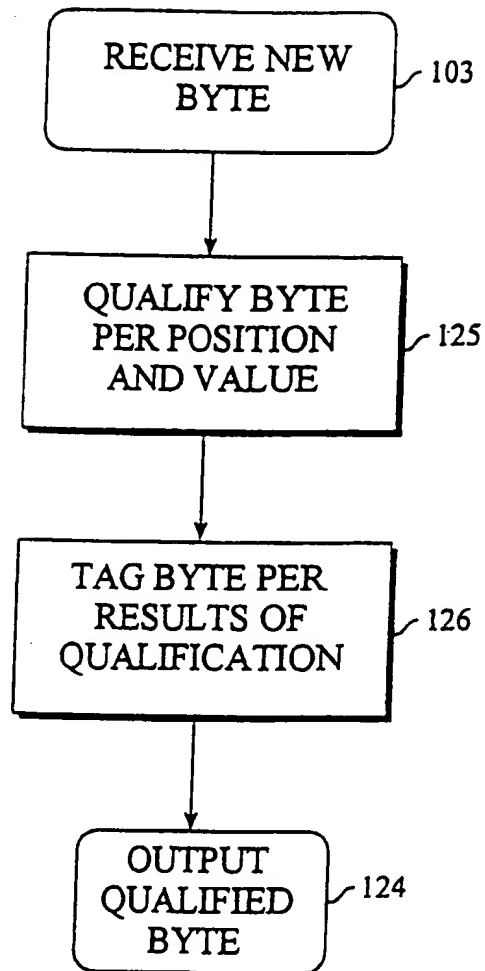 RECEIVE NEW
BYTE
103
QUALIFY BYTE
PER POSITION
AND VALUE
125
TAG BYTE PER
RESULTS OF
QUALIFICATION
126
OUTPUT
QUALIFIED
BYTE
124